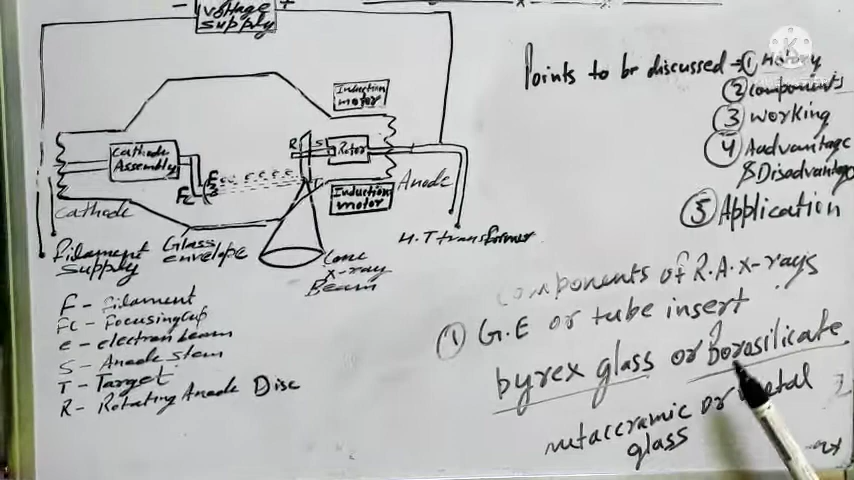 - voltage +
supply
Induction
motor
Cathode
Assembly
R
S
Rotor
F
Fc
e e e e e e
T
Induction
motor
Anode
Cathode
Filament
supply
Glass
envelope
Cone
X-ray
Beam
H.T transformer
F - Filament
Fc - Focusing cup
e - electron beam
S - Anode stem
T - Target
R - Rotating Anode Disc
Points to be discussed → ① History
② components
③ working
④ Aadvantage
& Disadvantage
⑤ Application
components of R.A. X-rays
① G.E or tube insert
byrex glass or borosilicate
metaceramic or metal
glass